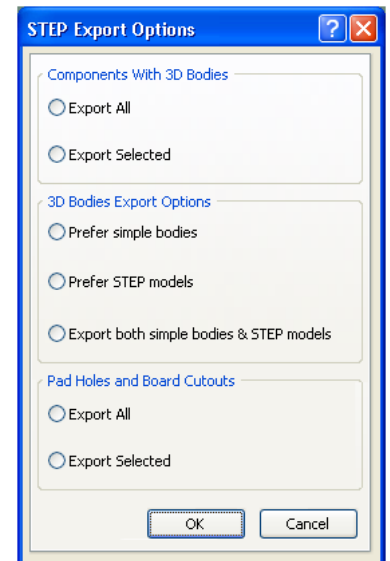 STEP Export Options
Components With 3D Bodies
Export All
Export Selected
3D Bodies Export Options
Prefer simple bodies
Prefer STEP models
Export both simple bodies & STEP models
Pad Holes and Board Cutouts
Export All
Export Selected
OK Cancel